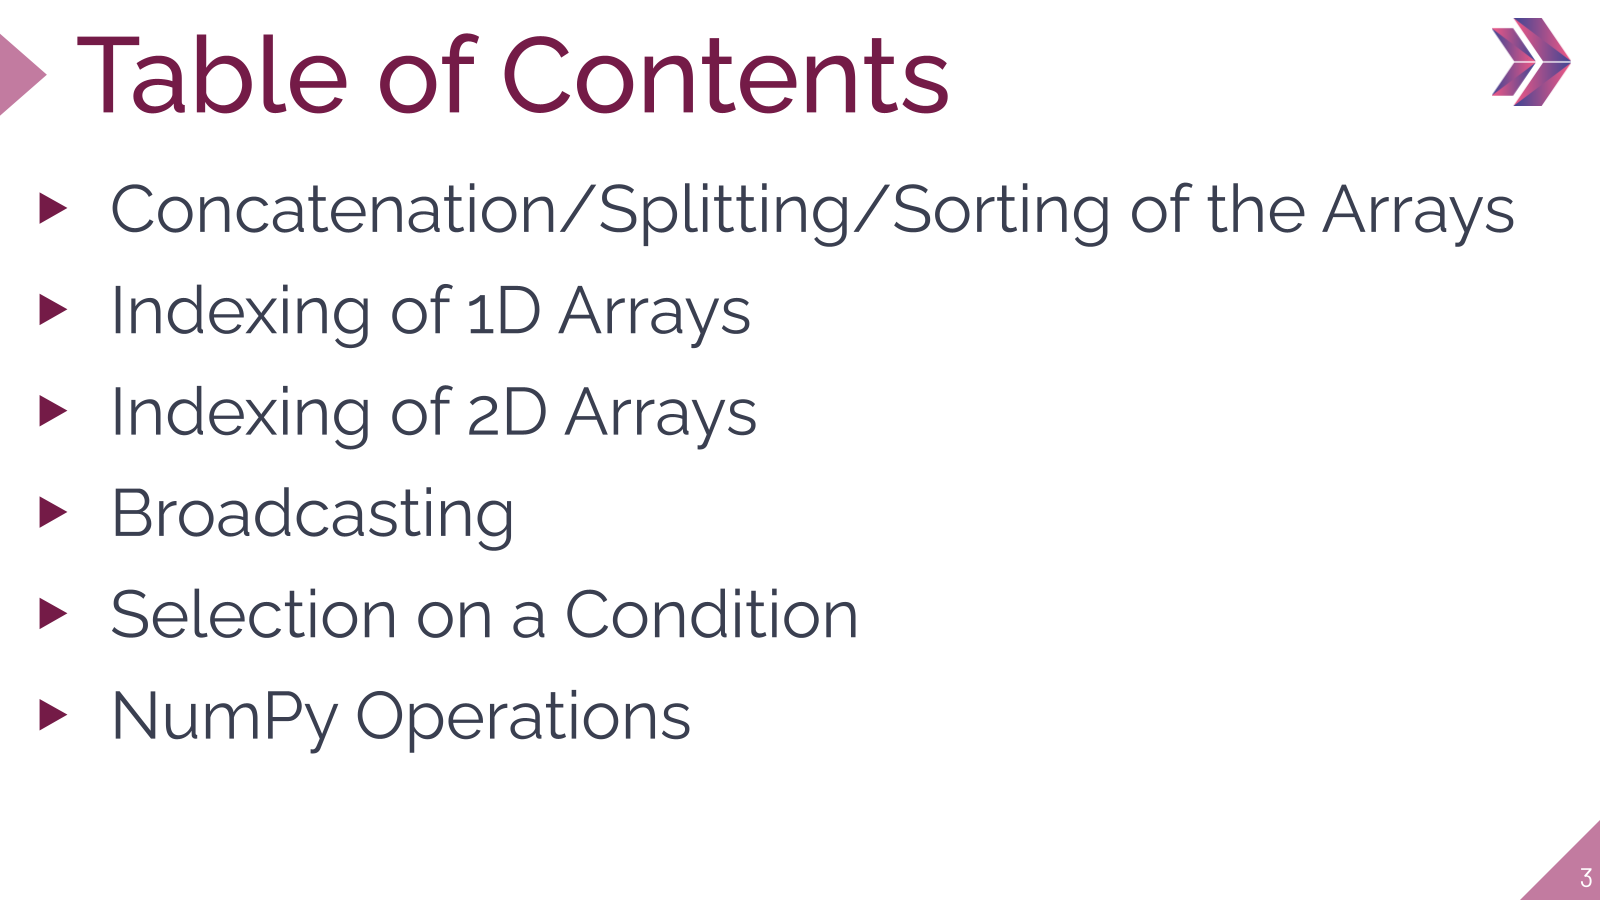 Table of Contents
Concatenation/Splitting/Sorting of the Arrays
Indexing of 1D Arrays
Indexing of 2D Arrays
Broadcasting
Selection on a Condition
NumPy Operations
3